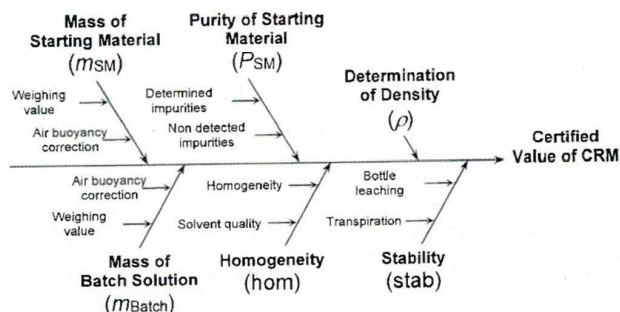 Mass of
Starting Material
(mSM)
Purity of Starting
Material
(PSM)
Determination
of Density
(ρ)
Weighing
value
Air buoyancy
correction
Determined
impurities
Non detected
impurities
Certified
Value of CRM
Air buoyancy
correction
Weighing
value
Homogeneity
Solvent quality
Bottle
leaching
Transpiration
Mass of
Batch Solution
(mBatch)
Homogeneity
(hom)
Stability
(stab)